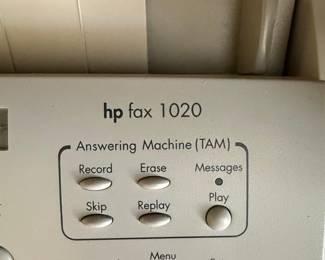 hp fax 1020
Answering Machine (TAM)
Record Erase Messages
Skip Replay Play
Menu